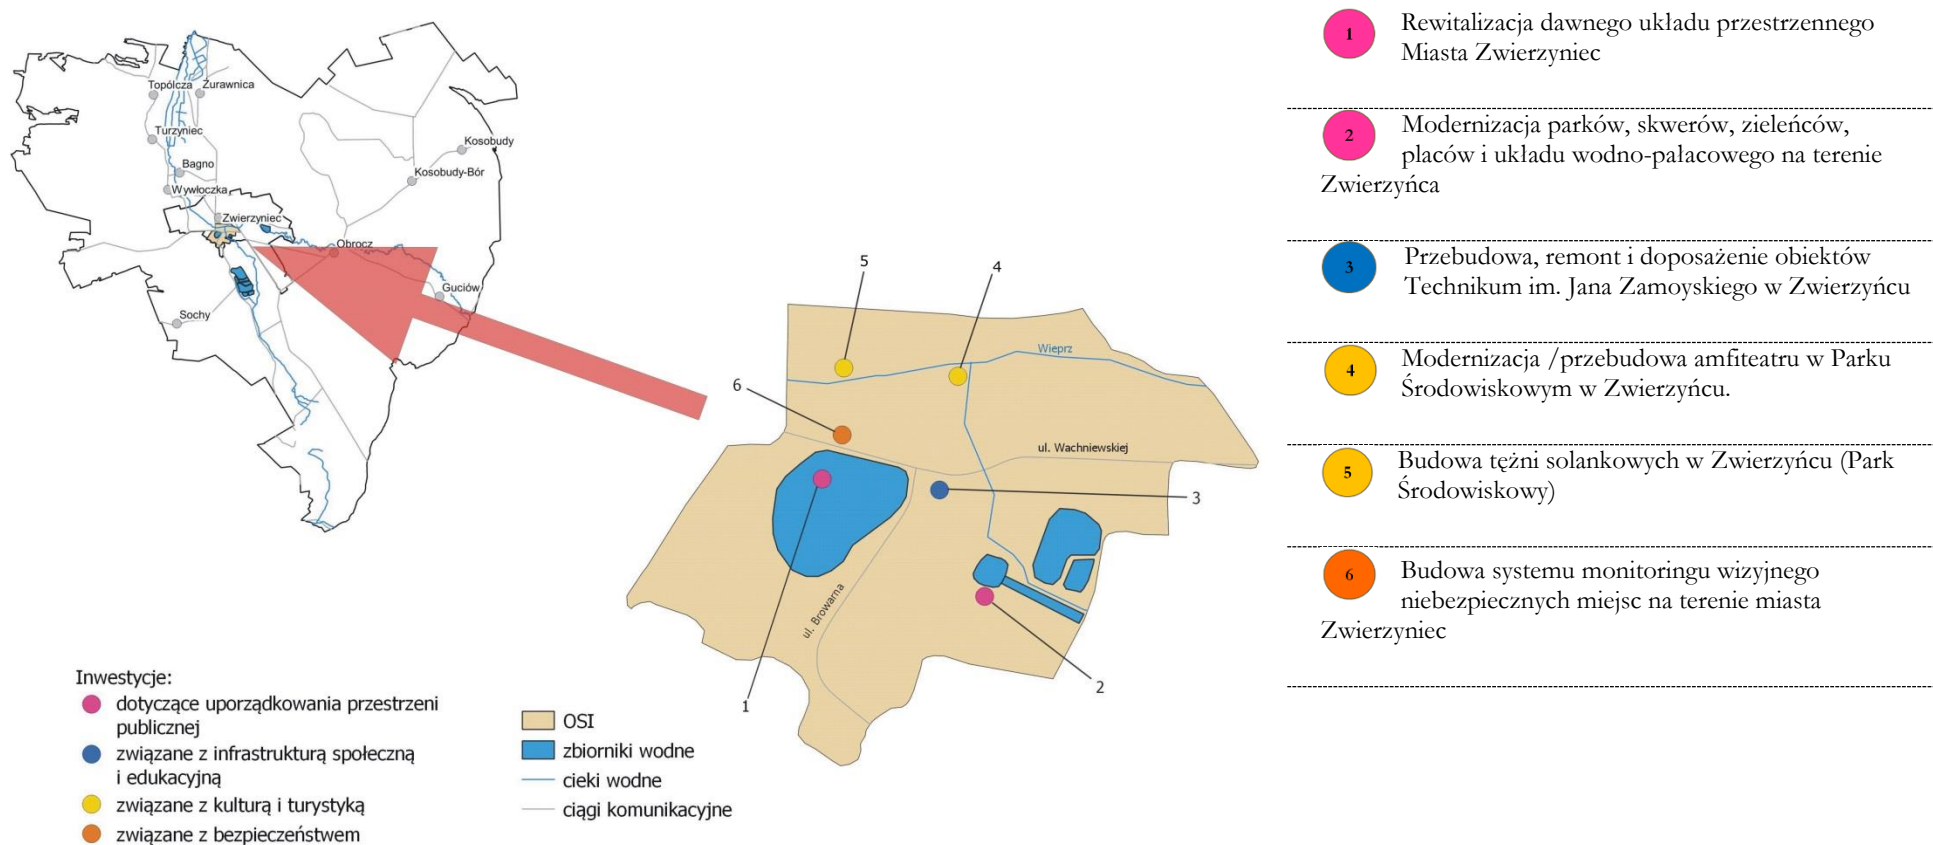 Topólcza
Żurawnica
Turzyniec
Bagno
Wywłoczka
Zwierzyniec
Kosobudy
Kosobudy-Bór
Obrocz
Guciów
Sochy
5
4
Wieprz
6
ul. Wachniewskiej
3
ul. Browarna
2
1
Inwestycje:
dotyczące uporządkowania przestrzeni
publicznej
związane z infrastrukturą społeczną
i edukacyjną
związane z kulturą i turystyką
związane z bezpieczeństwem
OSI
zbiorniki wodne
cieki wodne
ciągi komunikacyjne
1 Rewitalizacja dawnego układu przestrzennego
Miasta Zwierzyniec
2 Modernizacja parków, skwerów, zieleńców,
placów i układu wodno-pałacowego na terenie
Zwierzyńca
3 Przebudowa, remont i doposażenie obiektów
Technikum im. Jana Zamoyskiego w Zwierzyńcu
4 Modernizacja /przebudowa amfiteatru w Parku
Środowiskowym w Zwierzyńcu.
5 Budowa tężni solankowych w Zwierzyńcu (Park
Środowiskowy)
6 Budowa systemu monitoringu wizyjnego
niebezpiecznych miejsc na terenie miasta
Zwierzyniec